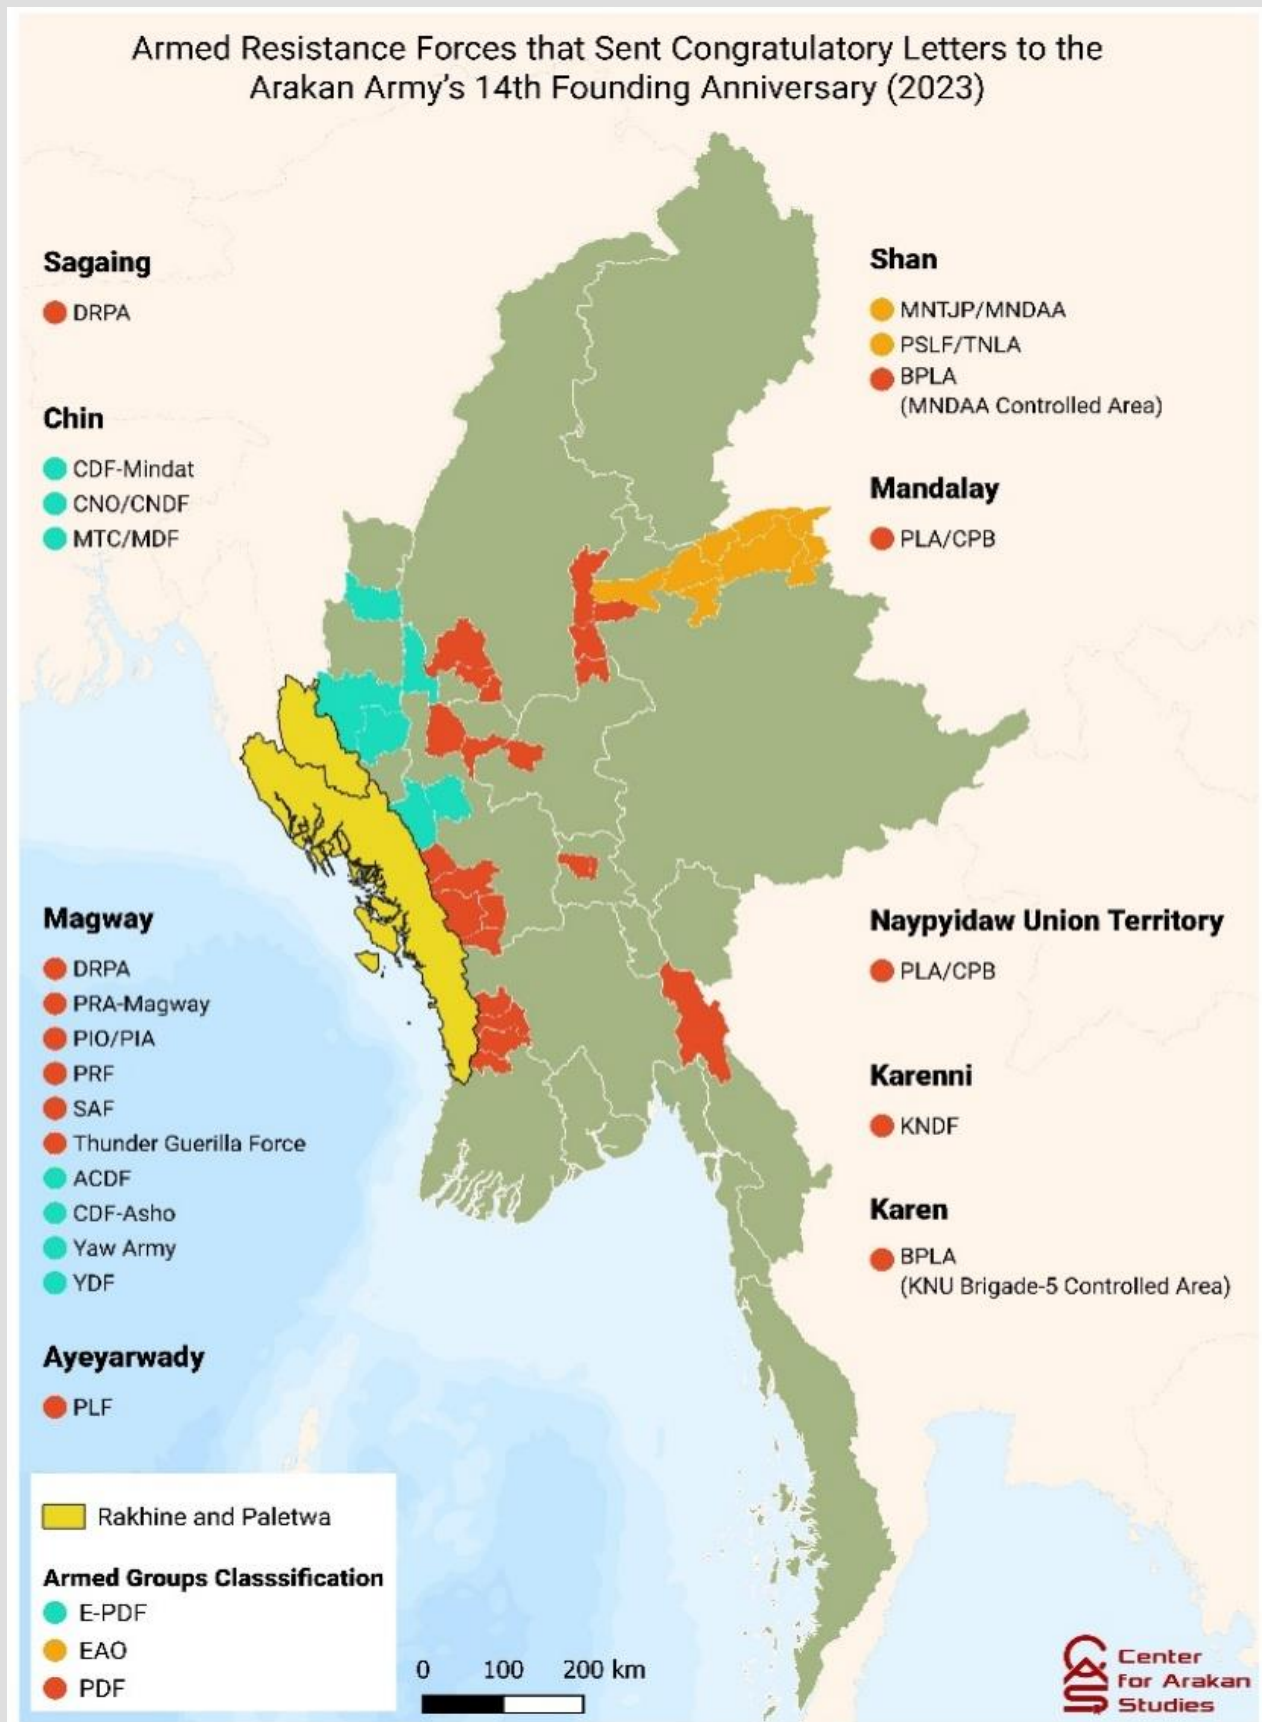 Armed Resistance Forces that Sent Congratulatory Letters to the
Arakan Army's 14th Founding Anniversary (2023)
Sagaing
DRPA
Chin
CDF-Mindat
CNO/CNDF
MTC/MDF
Magway
DRPA
PRA-Magway
PIO/PIA
PRF
SAF
Thunder Guerilla Force
ACDF
CDF-Asho
Yaw Army
YDF
Ayeyarwady
PLF
Shan
MNTJP/MNDAA
PSLF/TNLA
BPLA
(MNDAA Controlled Area)
Mandalay
PLA/CPB
Naypyidaw Union Territory
PLA/CPB
Karenni
KNDF
Karen
BPLA
(KNU Brigade-5 Controlled Area)
Rakhine and Paletwa
Armed Groups Classsification
E-PDF
EAO
PDF
0 100 200 km
CAS
Center
for Arakan
Studies